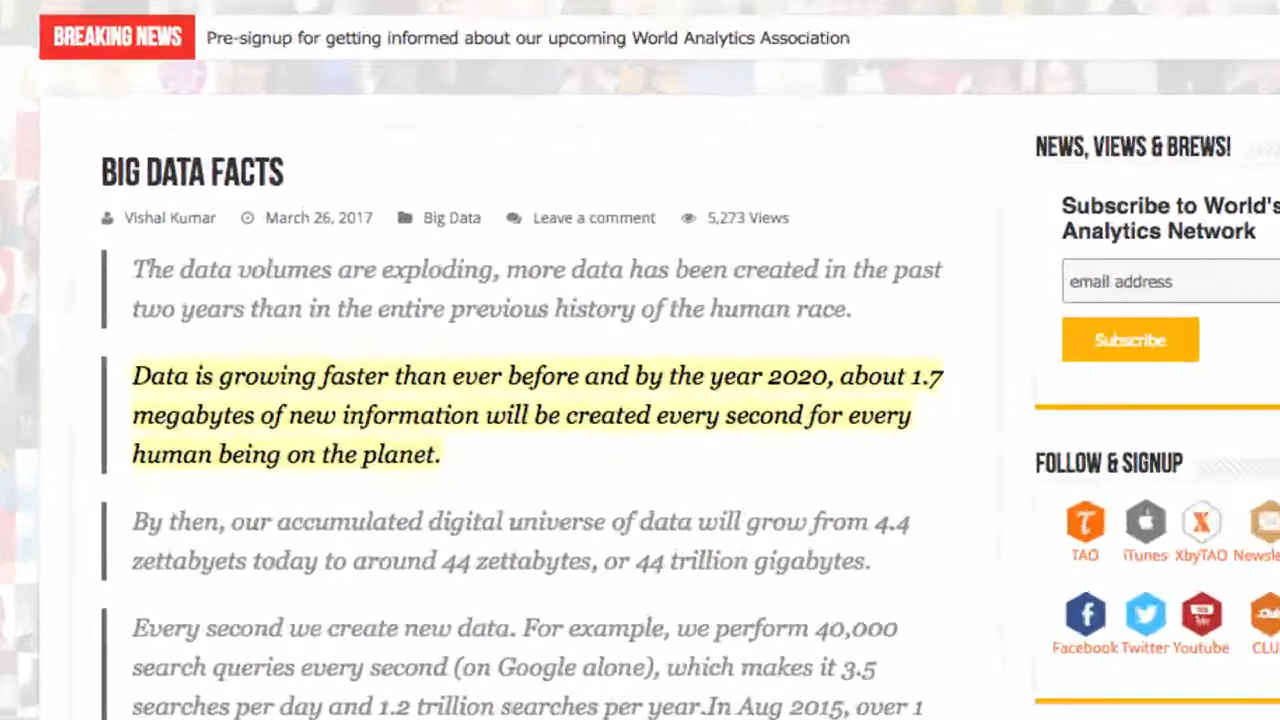 BREAKING NEWS Pre-signup for getting informed about our upcoming World Analytics Association
BIG DATA FACTS
Vishal Kumar March 26, 2017 Big Data Leave a comment 5,273 Views
The data volumes are exploding, more data has been created in the past
two years than in the entire previous history of the human race.
Data is growing faster than ever before and by the year 2020, about 1.7
megabytes of new information will be created every second for every
human being on the planet.
By then, our accumulated digital universe of data will grow from 4.4
zettabyets today to around 44 zettabytes, or 44 trillion gigabytes.
Every second we create new data. For example, we perform 40,000
search queries every second (on Google alone), which makes it 3.5
searches per day and 1.2 trillion searches per year.In Aug 2015, over 1
NEWS, VIEWS & BREWS!
Subscribe to World's
Analytics Network
email address
Subscribe
FOLLOW & SIGNUP
TAO iTunes XbyTAO Newsle
Facebook Twitter Youtube CLU